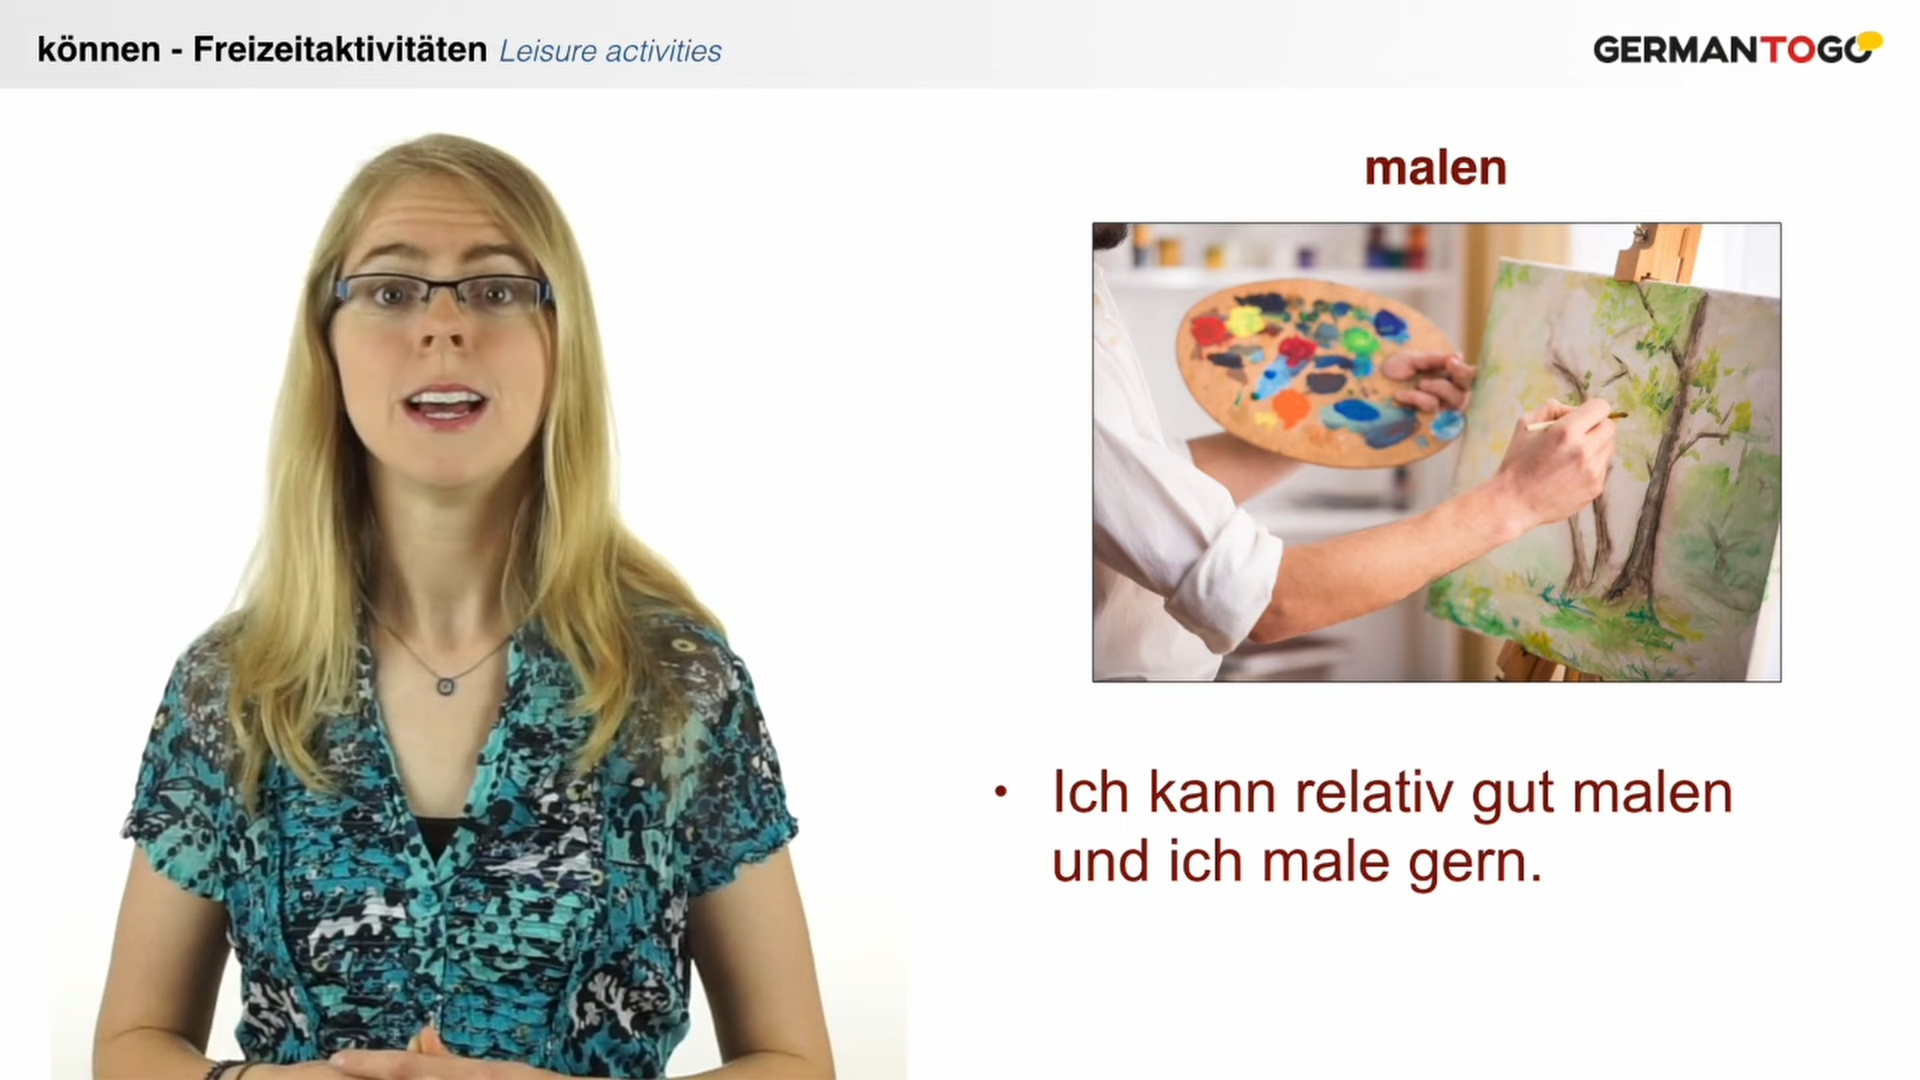 können - Freizeitaktivitäten Leisure activities
GERMANTOGO
malen
• Ich kann relativ gut malen
und ich male gern.